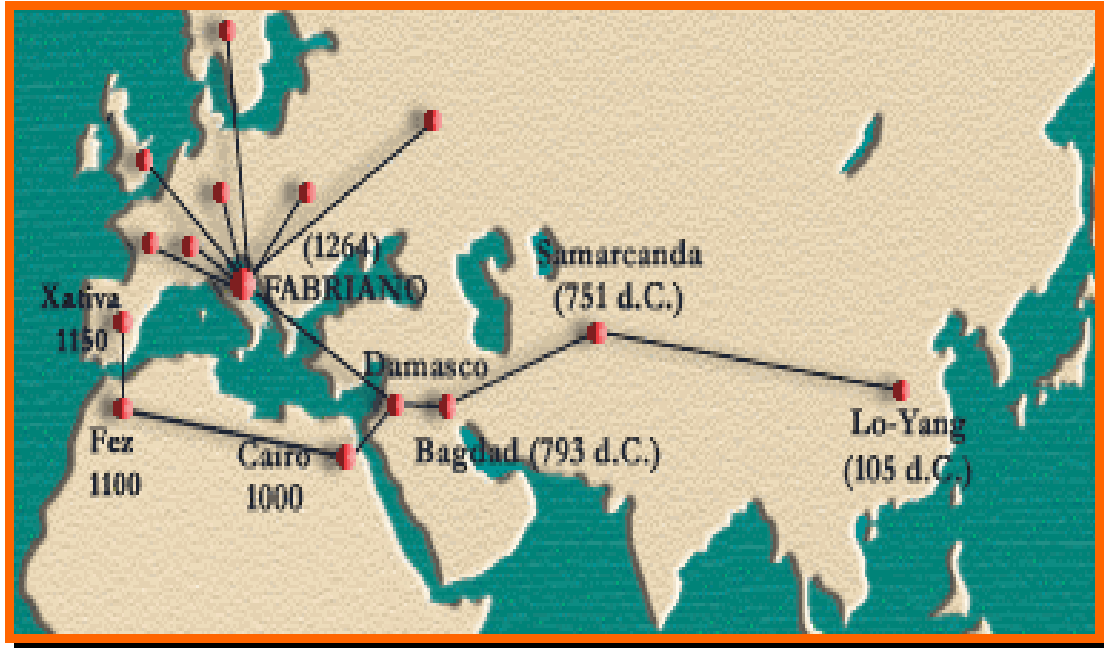 (1264)
FABRIANO
Samarcanda
(751 d.C.)
Xativa
1150
Damasco
Lo-Yang
(105 d.C.)
Fez
1100
Cairo
1000
Bagdad (793 d.C.)